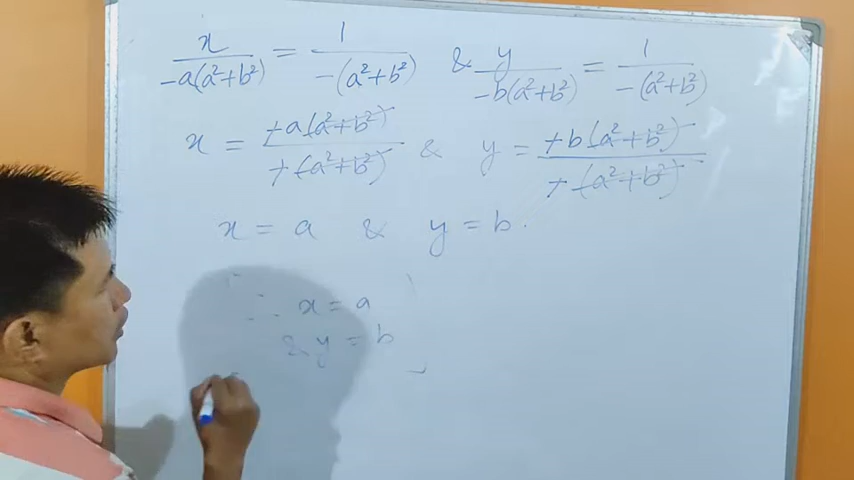 x/-a(a²+b²) = 1/-(a²+b²) & y/-b(a²+b²) = 1/-(a²+b²)
x = +a(a²+b²)/+(a²+b²) & y = +b(a²+b²)/+(a²+b²)
x = a & y = b.
∴ x = a
& y = b